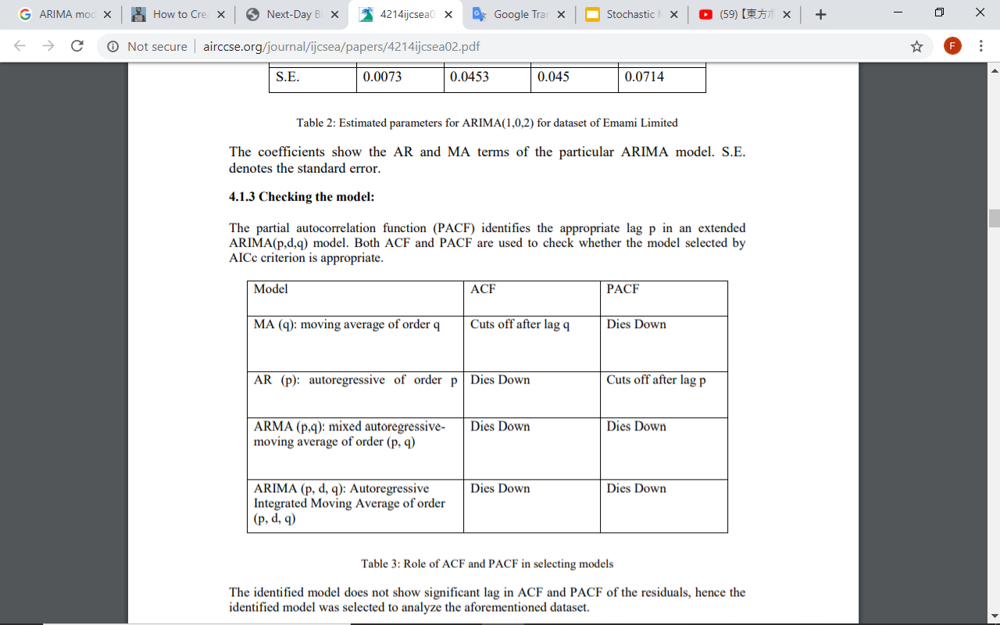 ARIMA mod
How to Cre
Next-Day B
4214ijcsea0
Google Tran
Stochastic
(59)【東方
Not secure | airccse.org/journal/ijcsea/papers/4214ijcsea02.pdf
F
S.E. 0.0073 0.0453 0.045 0.0714
Table 2: Estimated parameters for ARIMA(1,0,2) for dataset of Emami Limited
The coefficients show the AR and MA terms of the particular ARIMA model. S.E.
denotes the standard error.
4.1.3 Checking the model:
The partial autocorrelation function (PACF) identifies the appropriate lag p in an extended
ARIMA(p,d,q) model. Both ACF and PACF are used to check whether the model selected by
AICc criterion is appropriate.
Model ACF PACF
MA (q): moving average of order q Cuts off after lag q Dies Down
AR (p): autoregressive of order p Dies Down Cuts off after lag p
ARMA (p,q): mixed autoregressive- Dies Down Dies Down
moving average of order (p, q)
ARIMA (p, d, q): Autoregressive Dies Down Dies Down
Integrated Moving Average of order
(p, d, q)
Table 3: Role of ACF and PACF in selecting models
The identified model does not show significant lag in ACF and PACF of the residuals, hence the
identified model was selected to analyze the aforementioned dataset.